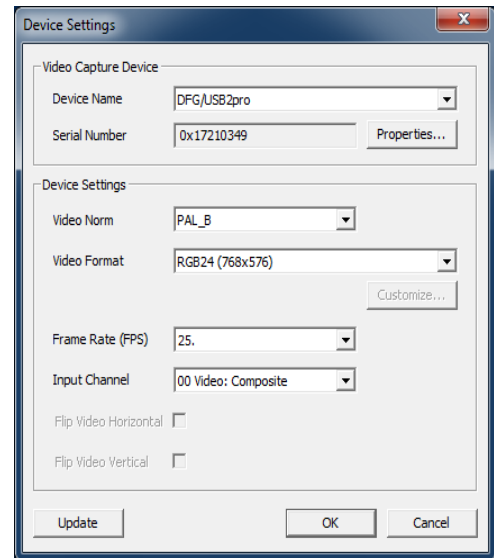 Device Settings
Video Capture Device
Device Name DFG/USB2pro
Serial Number 0x17210349 Properties...
Device Settings
Video Norm PAL_B
Video Format RGB24 (768x576)
Customize...
Frame Rate (FPS) 25.
Input Channel 00 Video: Composite
Flip Video Horizontal
Flip Video Vertical
Update OK Cancel